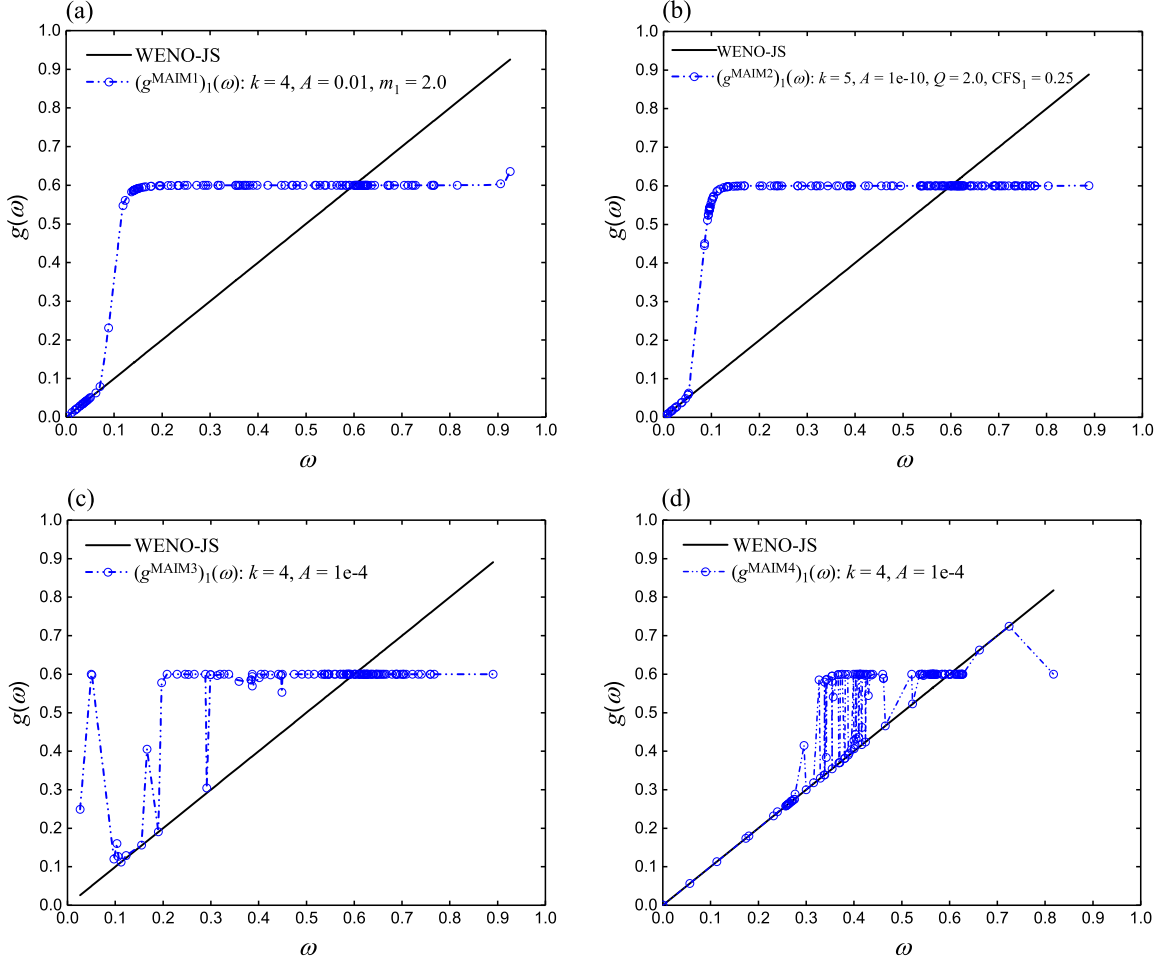 (a)
WENO-JS
(g^MAIM1)_1(ω): k = 4, A = 0.01, m_1 = 2.0
g(ω)
1.0
0.9
0.8
0.7
0.6
0.5
0.4
0.3
0.2
0.1
0.0
0.0 0.1 0.2 0.3 0.4 0.5 0.6 0.7 0.8 0.9 1.0
ω
(b)
WENO-JS
(g^MAIM2)_1(ω): k = 5, A = 1e-10, Q = 2.0, CFS_1 = 0.25
g(ω)
1.0
0.9
0.8
0.7
0.6
0.5
0.4
0.3
0.2
0.1
0.0
0.0 0.1 0.2 0.3 0.4 0.5 0.6 0.7 0.8 0.9 1.0
ω
(c)
WENO-JS
(g^MAIM3)_1(ω): k = 4, A = 1e-4
g(ω)
1.0
0.9
0.8
0.7
0.6
0.5
0.4
0.3
0.2
0.1
0.0
0.0 0.1 0.2 0.3 0.4 0.5 0.6 0.7 0.8 0.9 1.0
ω
(d)
WENO-JS
(g^MAIM4)_1(ω): k = 4, A = 1e-4
g(ω)
1.0
0.9
0.8
0.7
0.6
0.5
0.4
0.3
0.2
0.1
0.0
0.0 0.1 0.2 0.3 0.4 0.5 0.6 0.7 0.8 0.9 1.0
ω